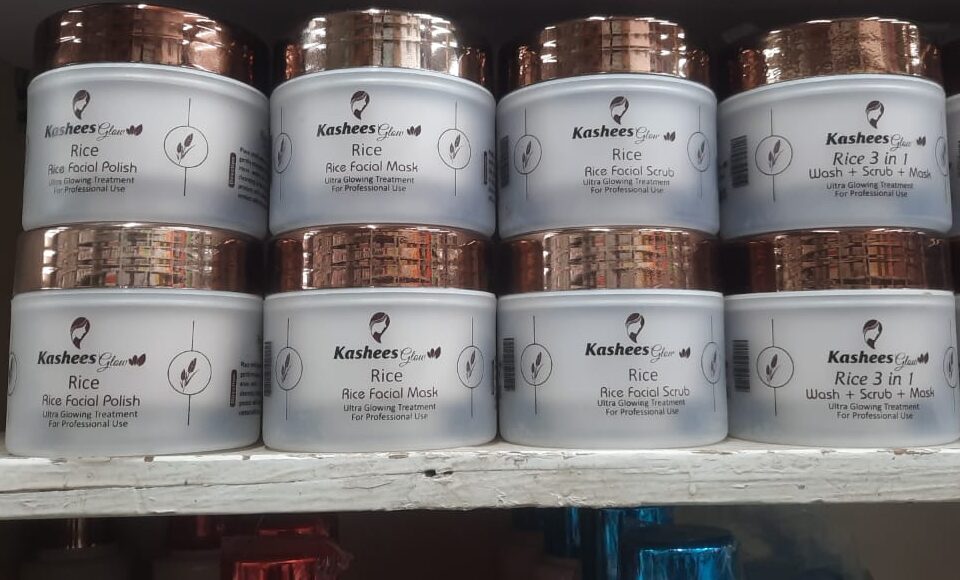 Kashees Glow
Rice
Rice Facial Polish
Ultra Glowing Treatment
For Professional Use
Kashees Glow
Rice
Rice Facial Mask
Ultra Glowing Treatment
For Professional Use
Kashees Glow
Rice
Rice Facial Scrub
Ultra Glowing Treatment
For Professional Use
Kashees Glow
Rice 3 in 1
Wash + Scrub + Mask
Ultra Glowing Treatment
For Professional Use
Kashees Glow
Rice
Rice Facial Polish
Ultra Glowing Treatment
For Professional Use
Kashees Glow
Rice
Rice Facial Mask
Ultra Glowing Treatment
For Professional Use
Kashees Glow
Rice
Rice Facial Scrub
Ultra Glowing Treatment
For Professional Use
Kashees Glow
Rice 3 in 1
Wash + Scrub + Mask
Ultra Glowing Treatment
For Professional Use